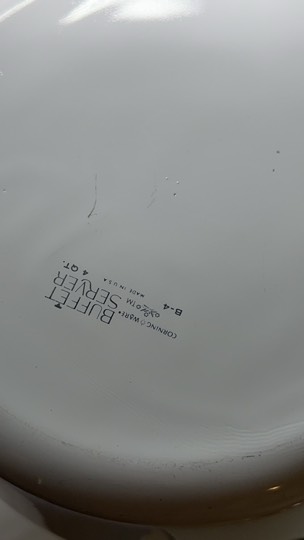 CORNING WARE®
B-4
BUFFET
SERVER
MADE IN U.S.A
4 QT.